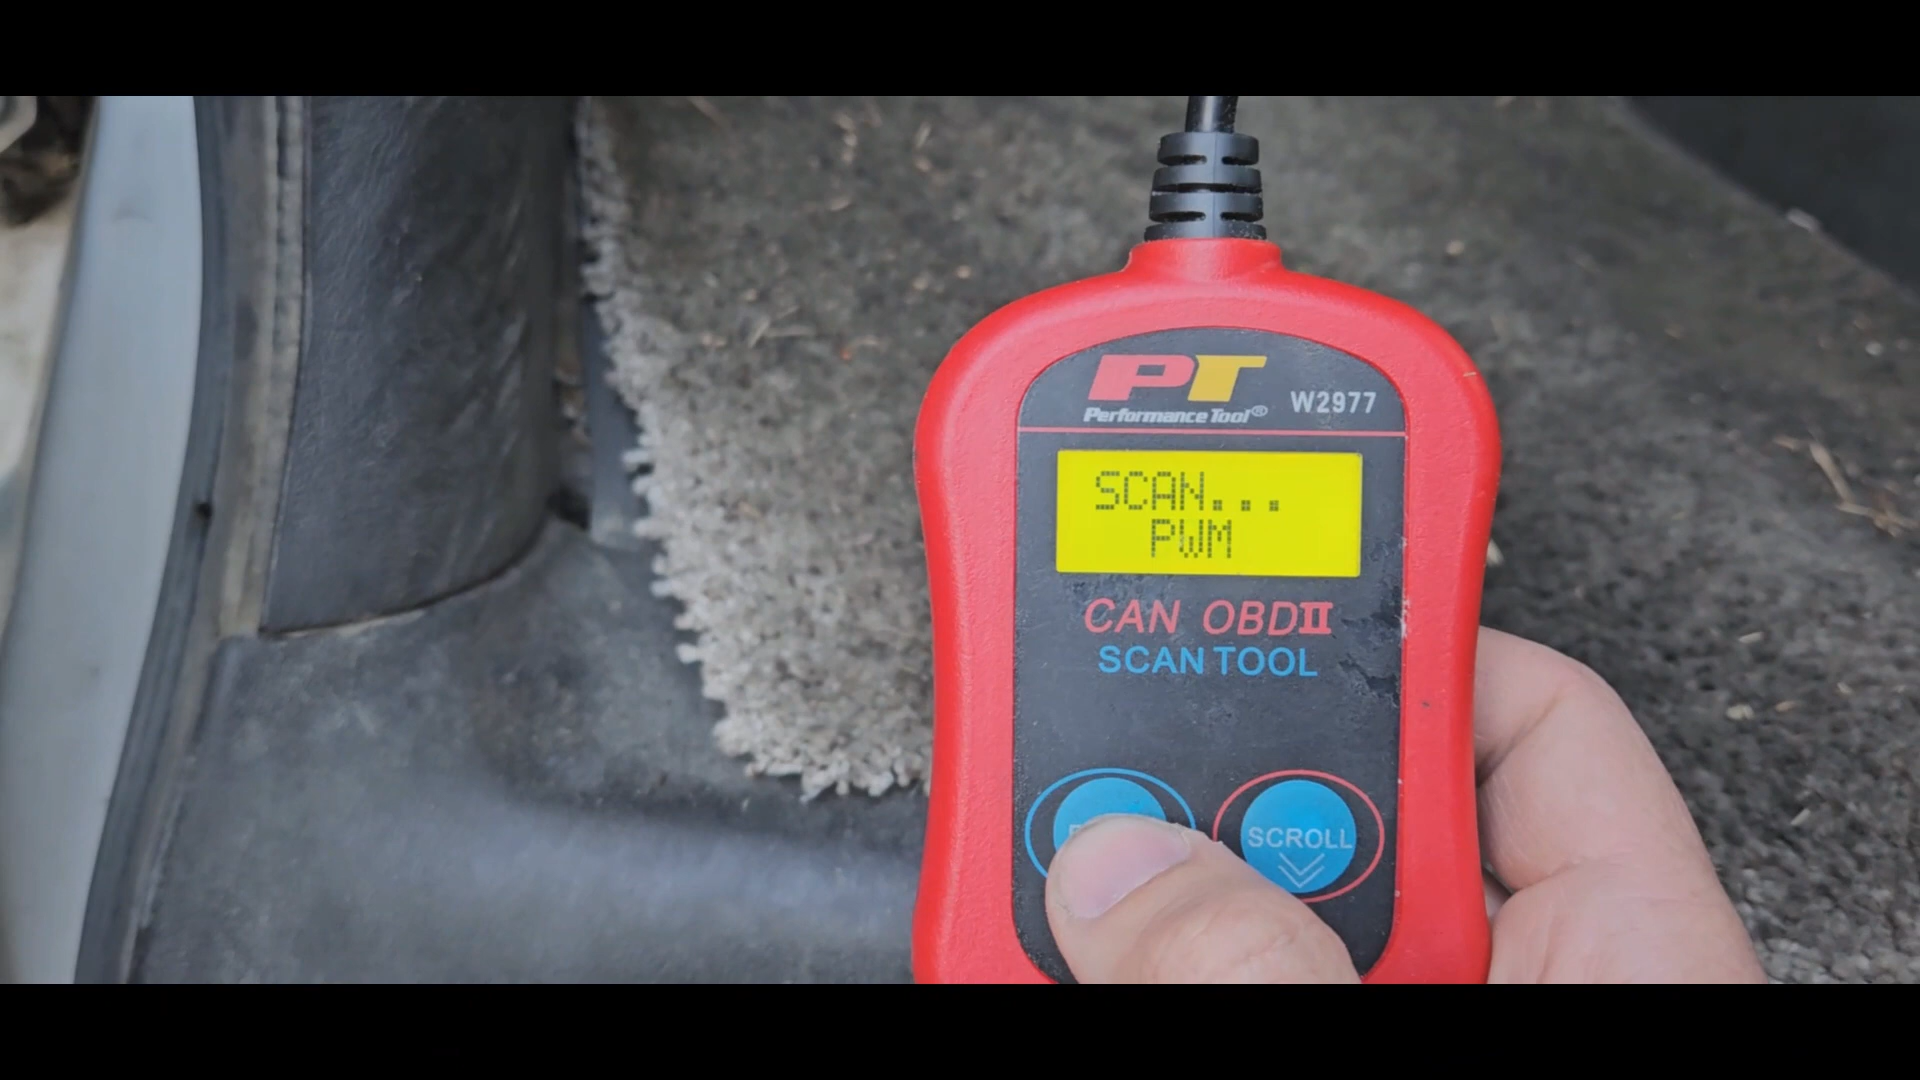 PT
Performance Tool®
W2977
SCAN...
PWM
CAN OBDII
SCAN TOOL
SCROLL